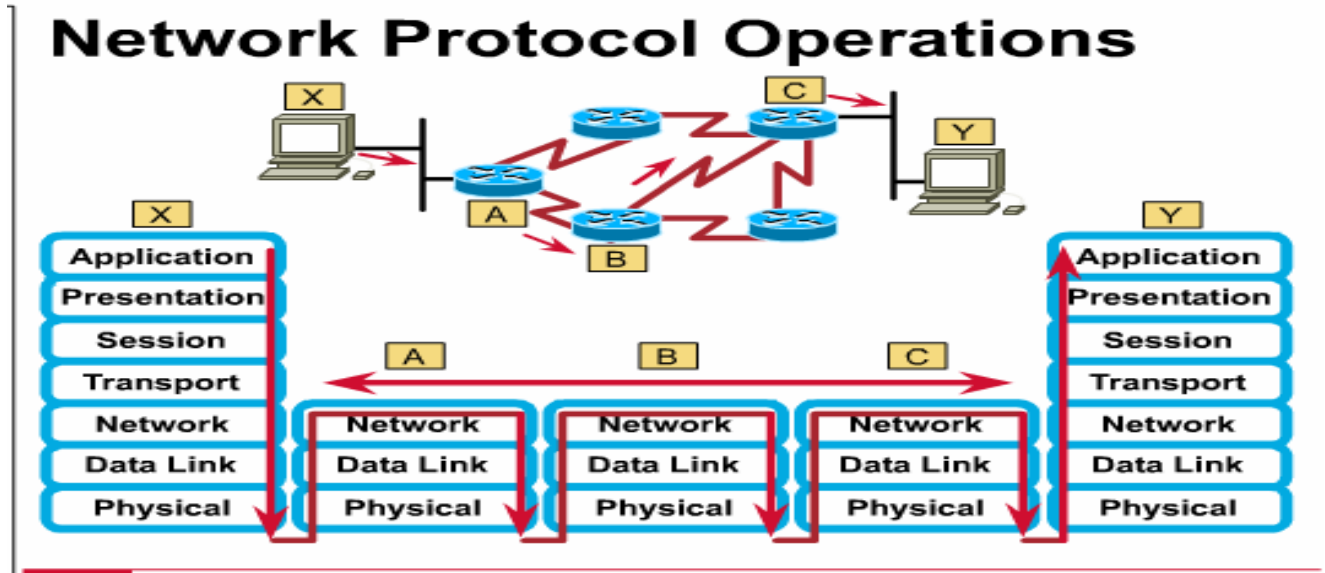 Network Protocol Operations
X
C
Y
A
B
X
Y
Application
Presentation
Session
Transport
Network
Data Link
Physical
A
B
C
Network
Data Link
Physical
Network
Data Link
Physical
Network
Data Link
Physical
Application
Presentation
Session
Transport
Network
Data Link
Physical